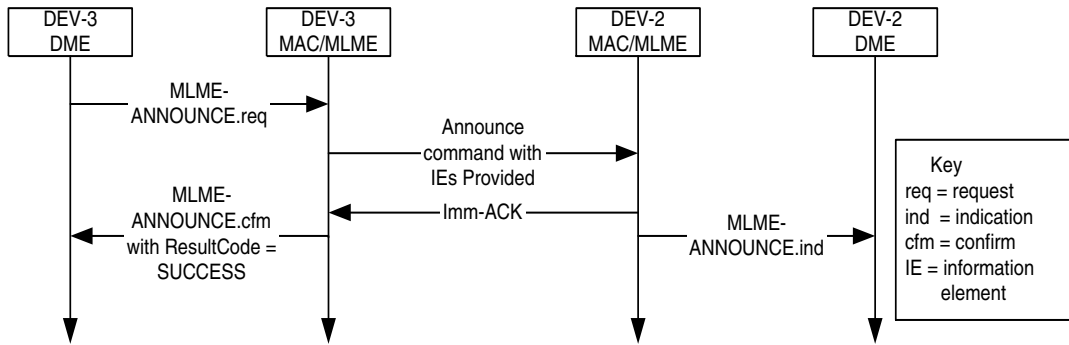 DEV-3
DME
DEV-3
MAC/MLME
DEV-2
MAC/MLME
DEV-2
DME
MLME-
ANNOUNCE.req
Announce
command with
IEs Provided
MLME-
ANNOUNCE.cfm
with ResultCode =
SUCCESS
Imm-ACK
MLME-
ANNOUNCE.ind
Key
req = request
ind = indication
cfm = confirm
IE = information
element